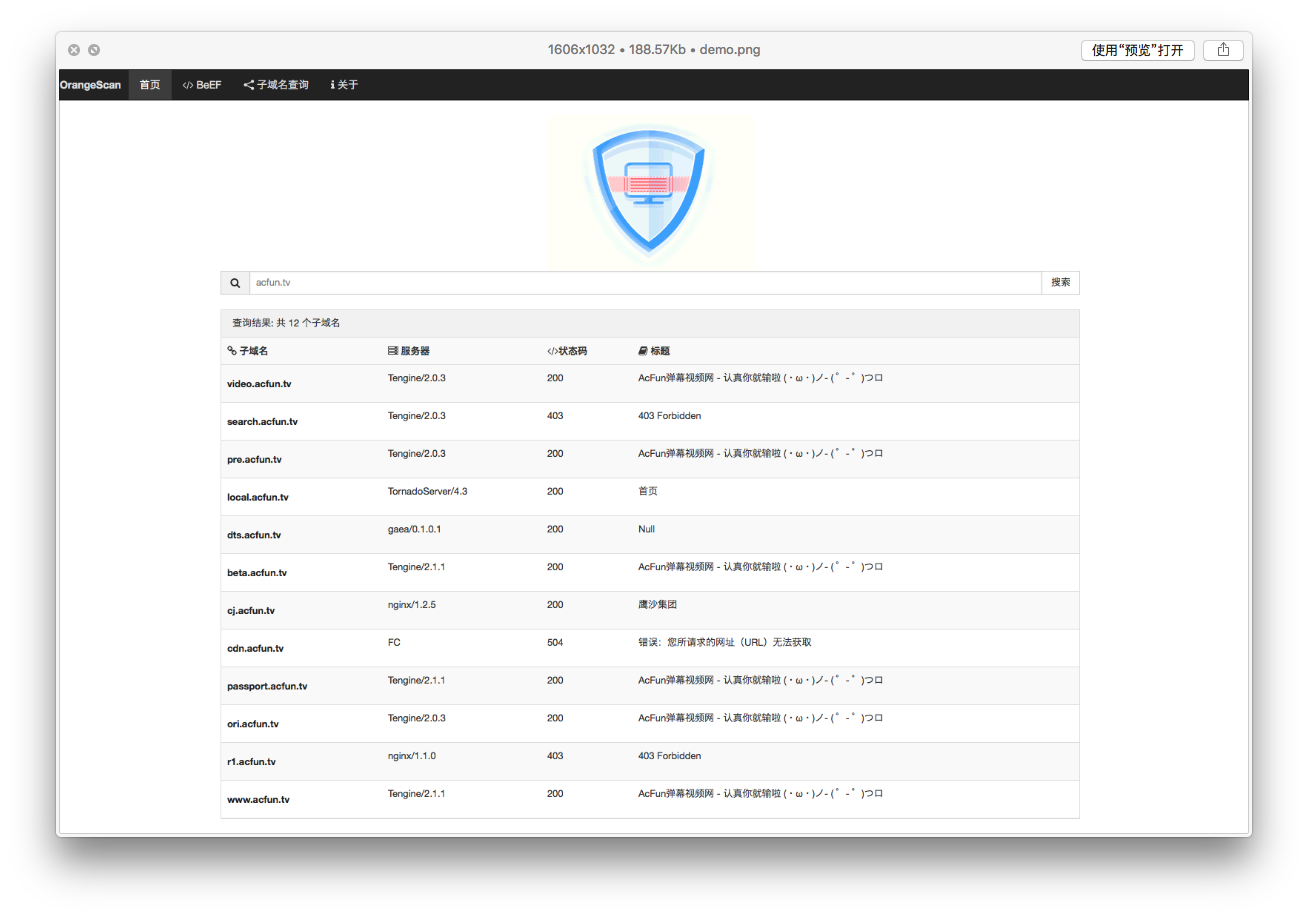 1606x1032 • 188.57Kb • demo.png
使用“预览”打开
OrangeScan 首页 </> BeEF 子域名查询 关于
acfun.tv 搜索
查询结果: 共 12 个子域名
子域名 服务器 </>状态码 标题
video.acfun.tv Tengine/2.0.3 200 AcFun弹幕视频网 - 认真你就输啦 (・ω・)ノ- (゜-゜)つロ
search.acfun.tv Tengine/2.0.3 403 403 Forbidden
pre.acfun.tv Tengine/2.0.3 200 AcFun弹幕视频网 - 认真你就输啦 (・ω・)ノ- (゜-゜)つロ
local.acfun.tv TornadoServer/4.3 200 首页
dts.acfun.tv gaea/0.1.0.1 200 Null
beta.acfun.tv Tengine/2.1.1 200 AcFun弹幕视频网 - 认真你就输啦 (・ω・)ノ- (゜-゜)つロ
cj.acfun.tv nginx/1.2.5 200 鹰沙集团
cdn.acfun.tv FC 504 错误：您所请求的网址（URL）无法获取
passport.acfun.tv Tengine/2.1.1 200 AcFun弹幕视频网 - 认真你就输啦 (・ω・)ノ- (゜-゜)つロ
ori.acfun.tv Tengine/2.0.3 200 AcFun弹幕视频网 - 认真你就输啦 (・ω・)ノ- (゜-゜)つロ
r1.acfun.tv nginx/1.1.0 403 403 Forbidden
www.acfun.tv Tengine/2.1.1 200 AcFun弹幕视频网 - 认真你就输啦 (・ω・)ノ- (゜-゜)つロ